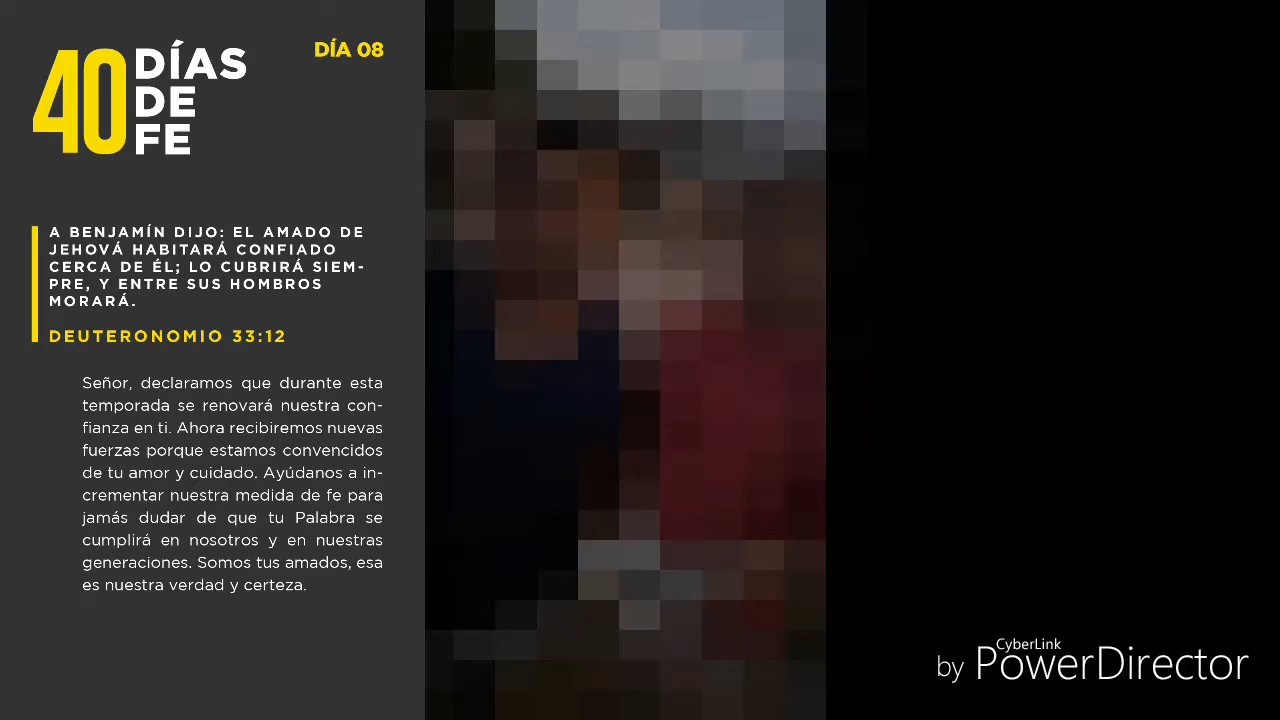 40 DÍAS
DE
FE
DÍA 08
A BENJAMÍN DIJO: EL AMADO DE
JEHOVÁ HABITARÁ CONFIADO
CERCA DE ÉL; LO CUBRIRÁ SIEM-
PRE, Y ENTRE SUS HOMBROS
MORARÁ.
DEUTERONOMIO 33:12
Señor, declaramos que durante esta
temporada se renovará nuestra con-
fianza en ti. Ahora recibiremos nuevas
fuerzas porque estamos convencidos
de tu amor y cuidado. Ayúdanos a in-
crementar nuestra medida de fe para
jamás dudar de que tu Palabra se
cumplirá en nosotros y en nuestras
generaciones. Somos tus amados, esa
es nuestra verdad y certeza.
CyberLink
by PowerDirector